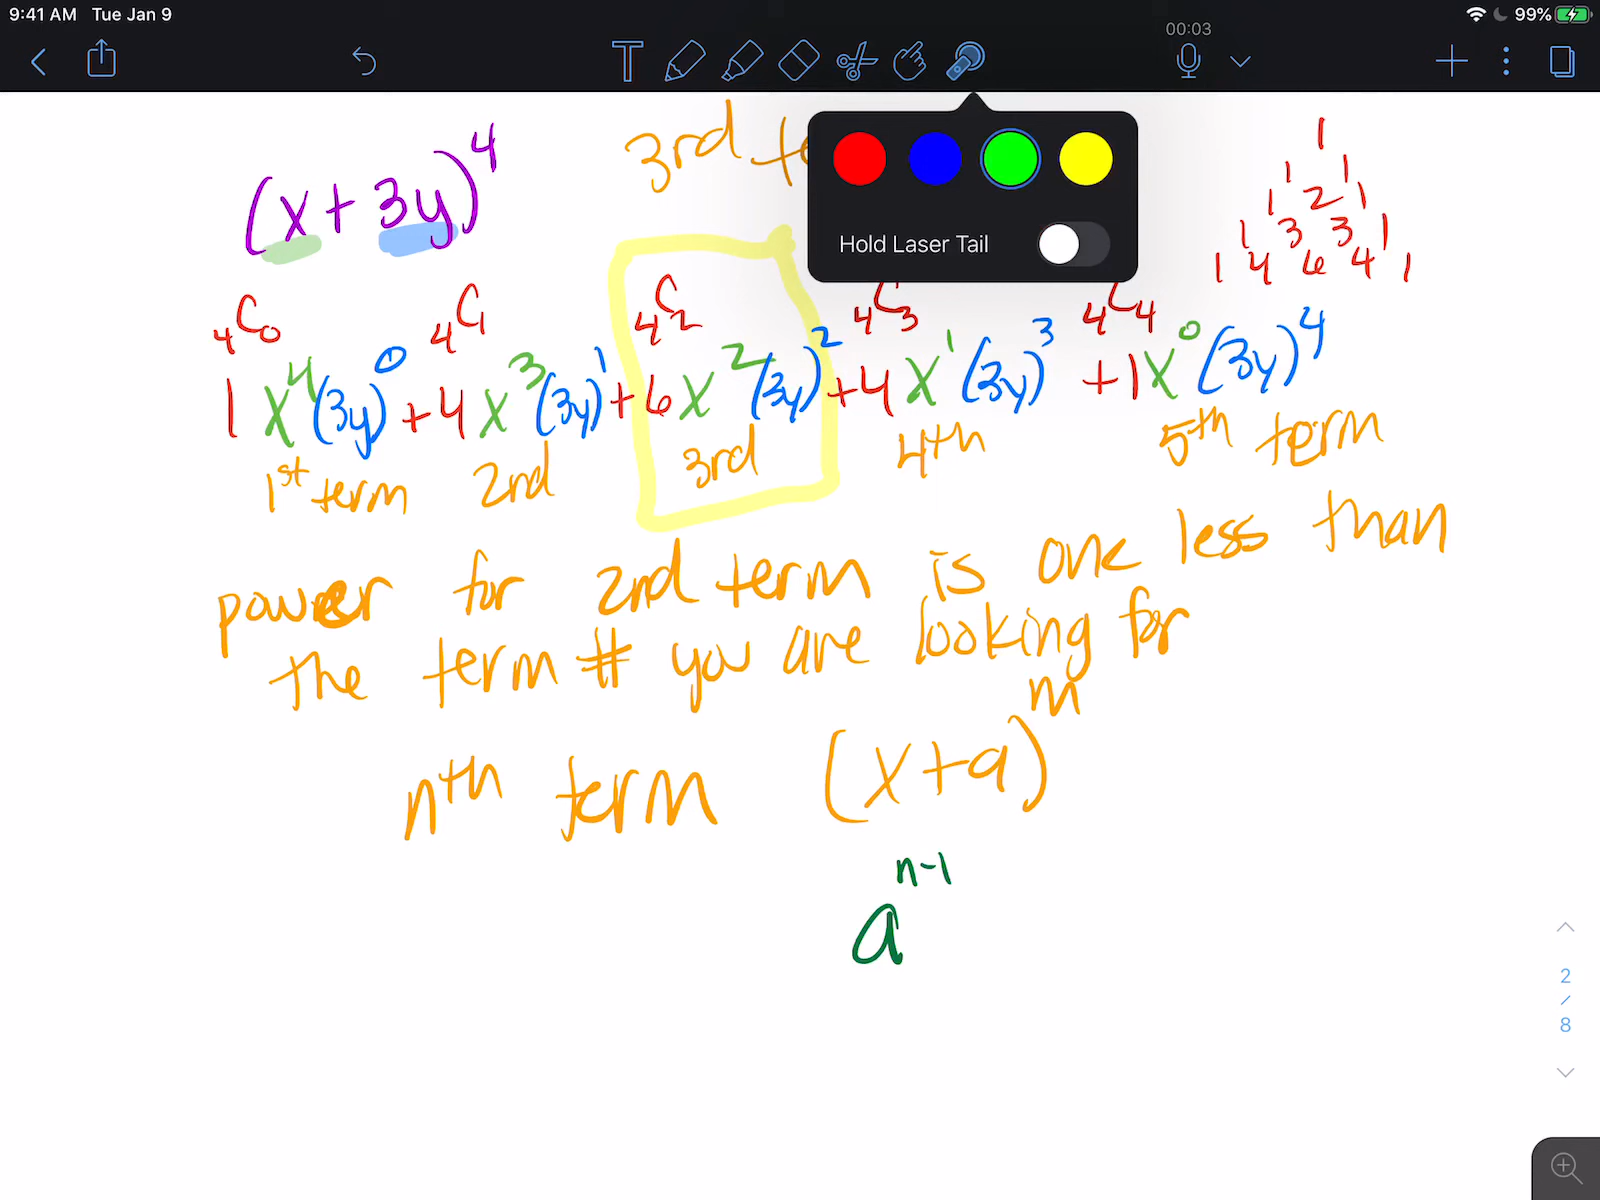 9:41 AM Tue Jan 9
99%
00:03
(x + 3y)^4
3rd te
Hold Laser Tail
1
1 1
1 2 1
1 3 3 1
1 4 6 4 1
4C0 4C1 4C2 4C3 4C4
1 x^4 (3y)^0 + 4 x^3 (3y)^1 + 6 x^2 (3y)^2 + 4 x^1 (3y)^3 + 1 x^0 (3y)^4
1st term 2nd 3rd 4th 5th term
power for 2nd term is one less than
the term # you are looking for
nth term (x + a)^m
a^n-1
2
/
8